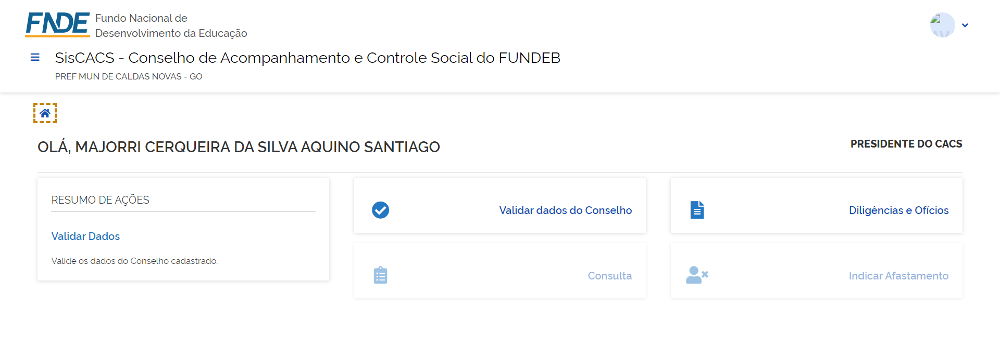 FNDE
Fundo Nacional de
Desenvolvimento da Educação
SisCACS - Conselho de Acompanhamento e Controle Social do FUNDEB
PREF MUN DE CALDAS NOVAS - GO
OLÁ, MAJORRI CERQUEIRA DA SILVA AQUINO SANTIAGO
PRESIDENTE DO CACS
RESUMO DE AÇÕES
Validar Dados
Valide os dados do Conselho cadastrado.
Validar dados do Conselho
Diligências e Ofícios
Consulta
Indicar Afastamento